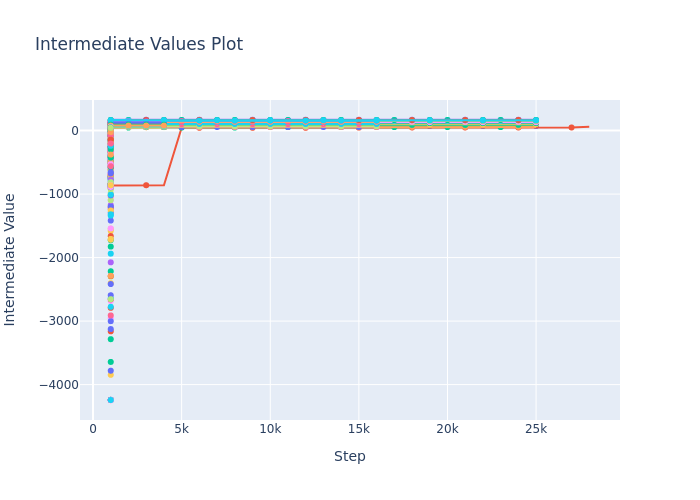 Intermediate Values Plot
Intermediate Value
0
−1000
−2000
−3000
−4000
0 5k 10k 15k 20k 25k
Step